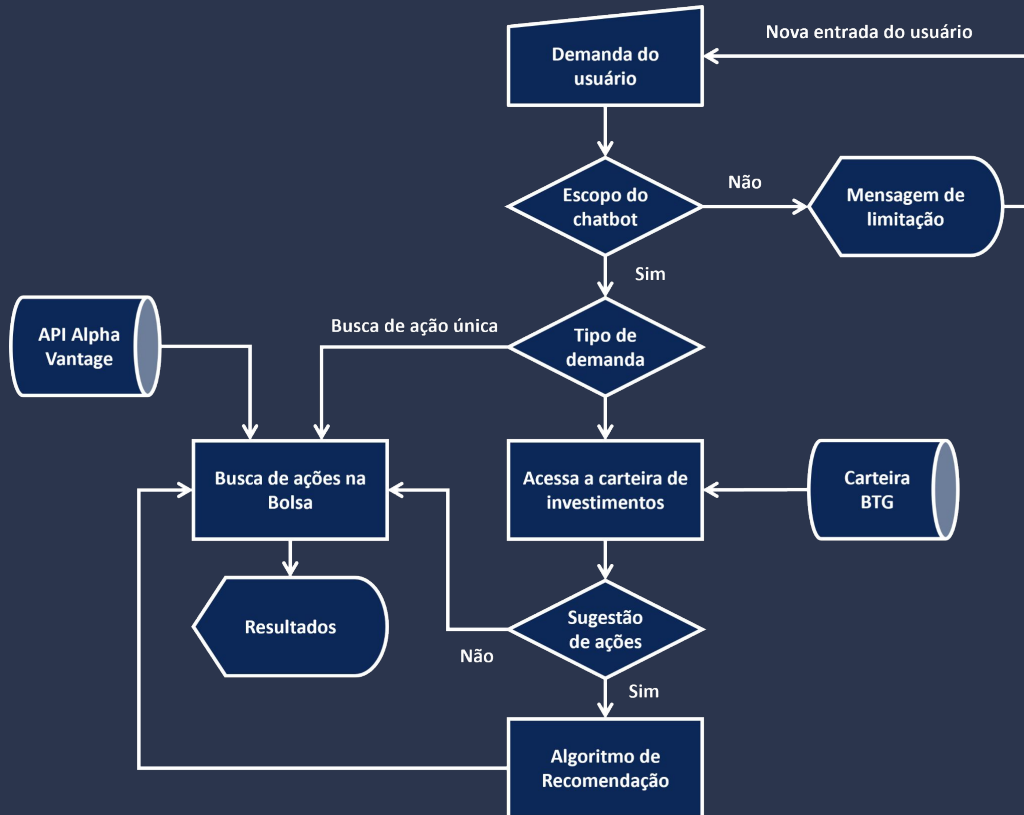 Nova entrada do usuário
Demanda do
usuário
Escopo do
chatbot
Não
Mensagem de
limitação
Sim
Busca de ação única
Tipo de
demanda
API Alpha
Vantage
Busca de ações na
Bolsa
Acessa a carteira de
investimentos
Carteira
BTG
Resultados
Sugestão
de ações
Não
Sim
Algoritmo de
Recomendação